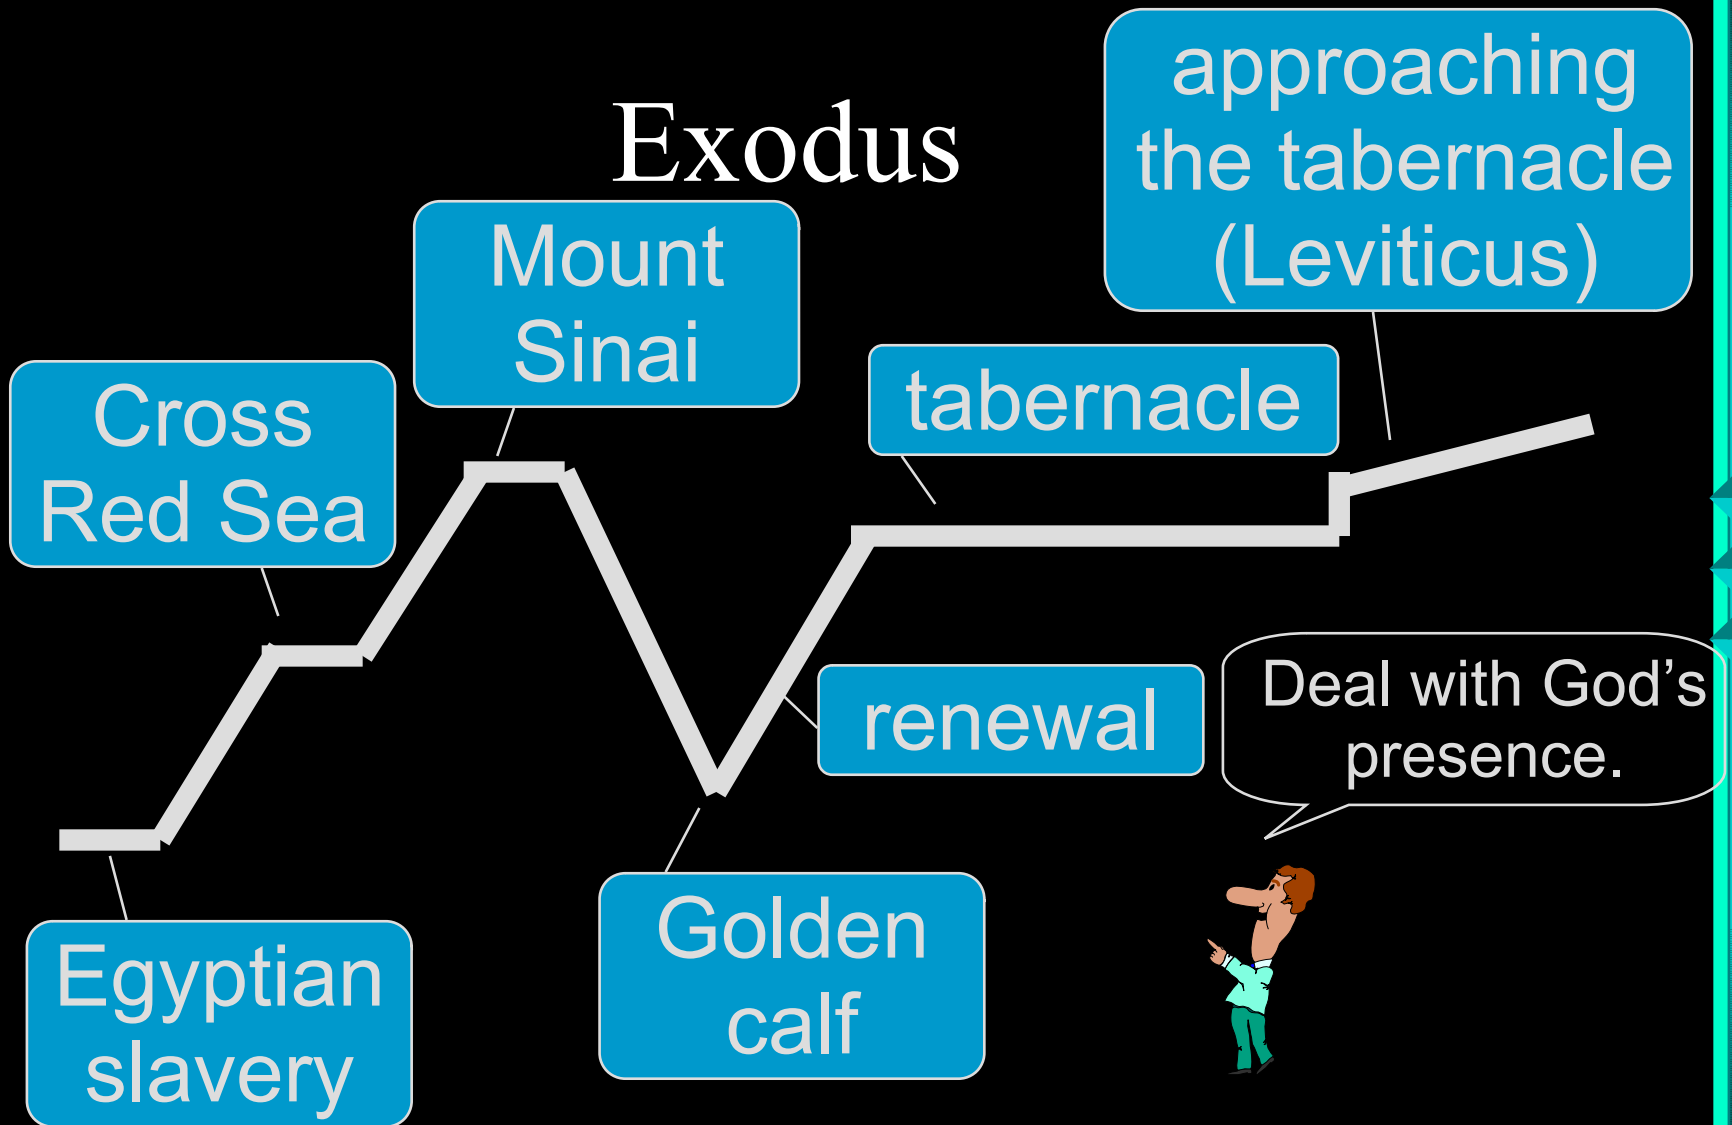 Exodus
approaching
the tabernacle
(Leviticus)
Mount
Sinai
Cross
Red Sea
tabernacle
renewal
Deal with God’s
presence.
Golden
calf
Egyptian
slavery